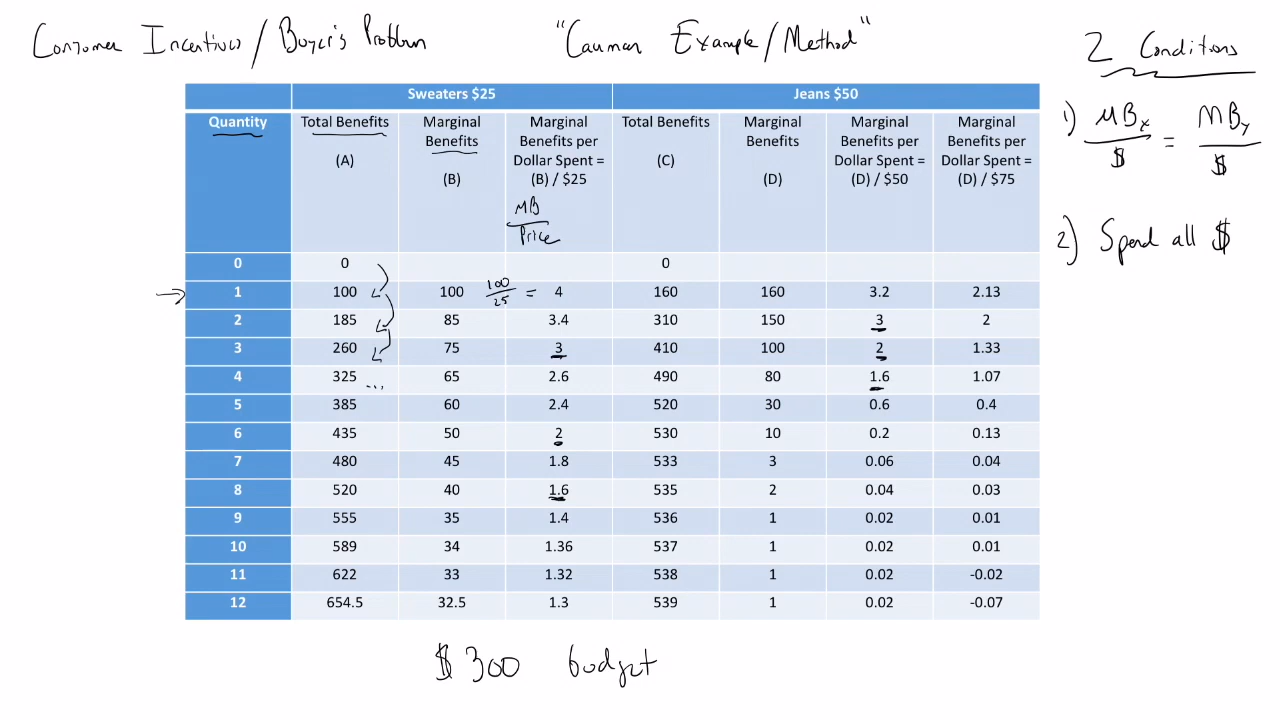 Consumer Incentives/Buyer's Problem "Cauman Example/Method"
2 Conditions
1) MBx/$ = MBy/$
2) Spend all $
Sweaters $25 Jeans $50
Quantity Total Benefits (A) Marginal Benefits (B) Marginal Benefits per Dollar Spent = (B) / $25 Total Benefits (C) Marginal Benefits (D) Marginal Benefits per Dollar Spent = (D) / $50 Marginal Benefits per Dollar Spent = (D) / $75
MB/Price
0 0 0
1 100 100 100/25 = 4 160 160 3.2 2.13
2 185 85 3.4 310 150 3 2
3 260 75 3 410 100 2 1.33
4 325 65 2.6 490 80 1.6 1.07
...
5 385 60 2.4 520 30 0.6 0.4
6 435 50 2 530 10 0.2 0.13
7 480 45 1.8 533 3 0.06 0.04
8 520 40 1.6 535 2 0.04 0.03
9 555 35 1.4 536 1 0.02 0.01
10 589 34 1.36 537 1 0.02 0.01
11 622 33 1.32 538 1 0.02 -0.02
12 654.5 32.5 1.3 539 1 0.02 -0.07
$300 budget